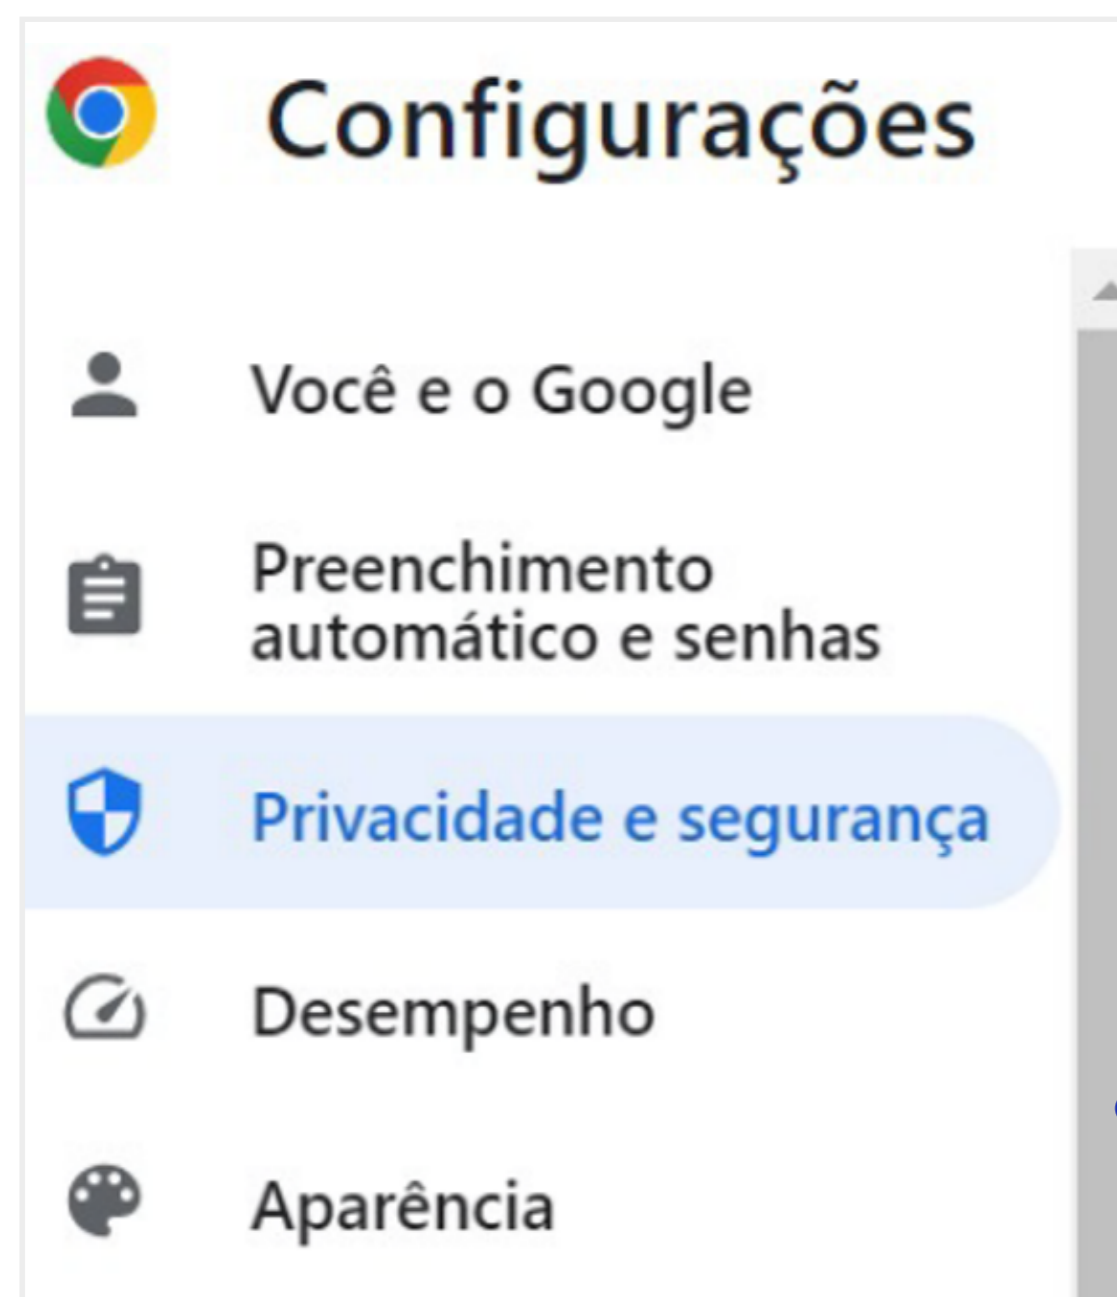 Configurações
Você e o Google
Preenchimento
automático e senhas
Privacidade e segurança
Desempenho
Aparência